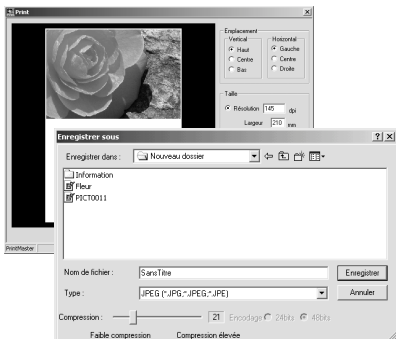 Print
Emplacement
Vertical
Horizontal
Haut
Gauche
Centre
Centre
Bas
Droite
Taille
Résolution 145 dpi
Largeur 210 mm
Enregistrer sous
Enregistrer dans : Nouveau dossier
Information
Fleur
PICT0011
PrintMaster
Nom de fichier : SansTitre Enregistrer
Type : JPEG (*.JPG;*.JPEG;*.JPE) Annuler
Compression : 21 Encodage 24bits 48bits
Faible compression Compression élevée